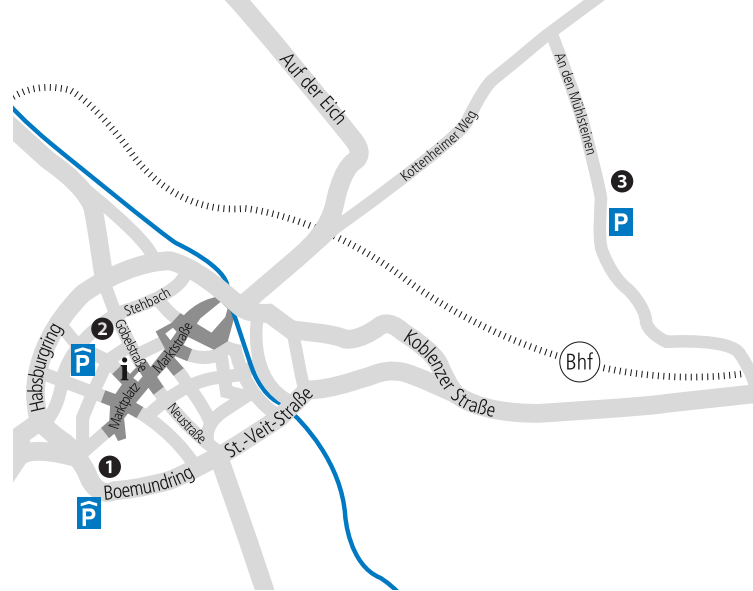 Auf der Eich
An den Mühlsteinen
Kottenheimer Weg
3
P
Stehbach
2
Göbelstraße
Marktstraße
Habsburgring
P
i
Koblenzer Straße
Bhf
Marktplatz
Neustraße
St.-Veit-Straße
1
Boemundring
P